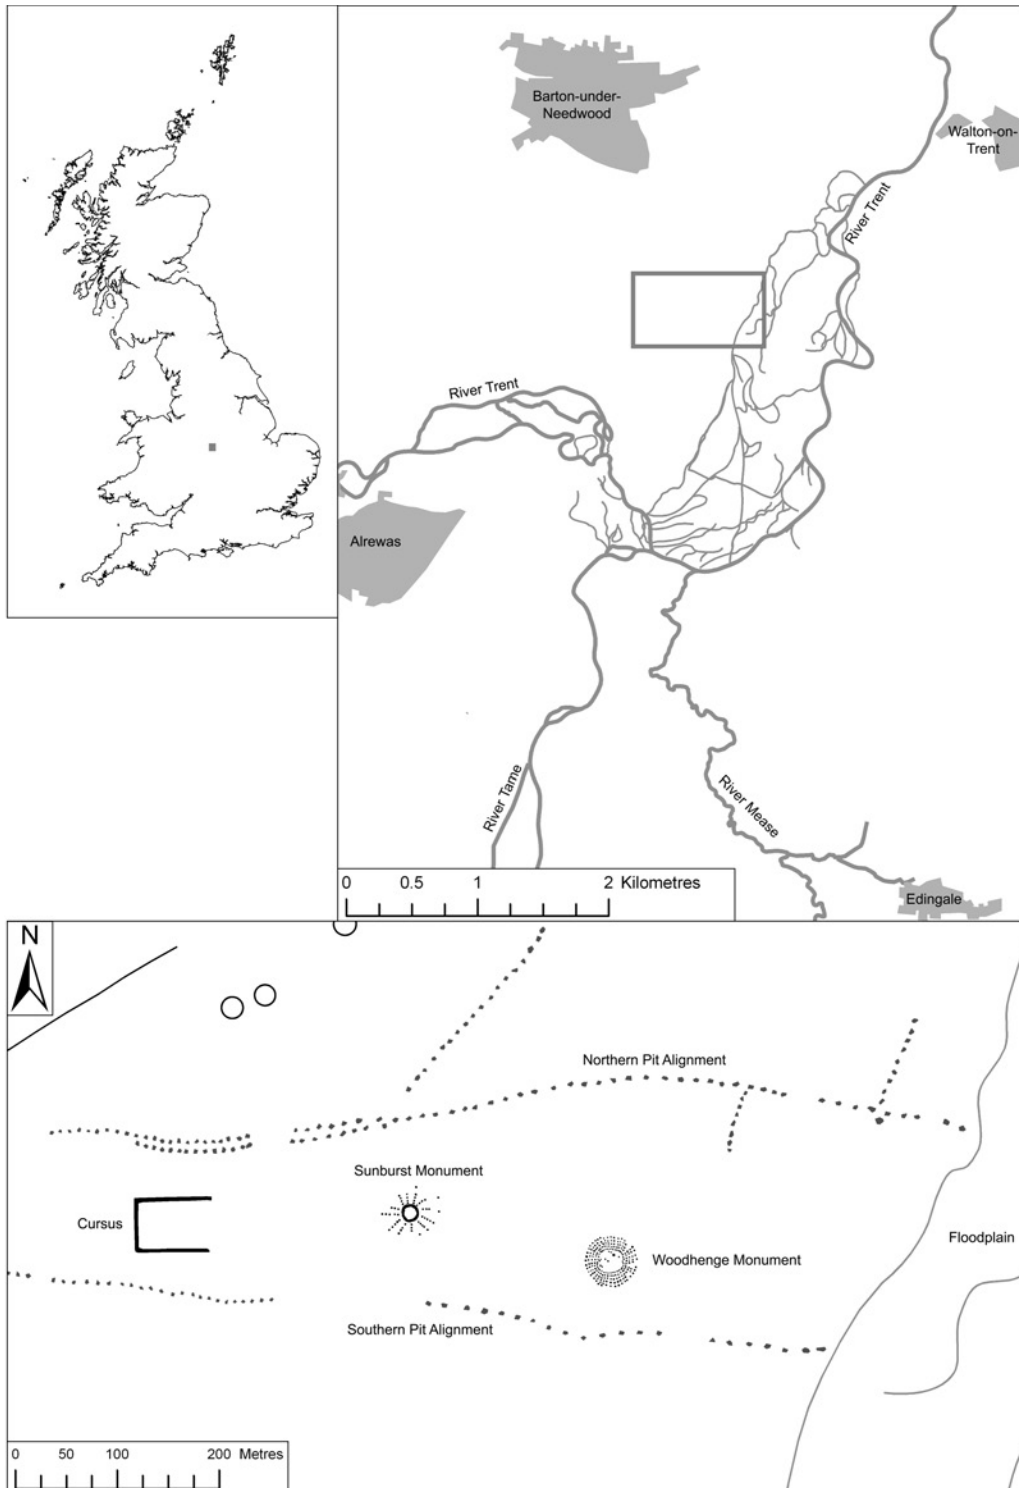 Barton-under-
Needwood
Walton-on-
Trent
River Trent
River Trent
Alrewas
River Tame
River Mease
Edingale
0 0.5 1 2 Kilometres
N
Northern Pit Alignment
Sunburst Monument
Cursus
Woodhenge Monument
Floodplain
Southern Pit Alignment
0 50 100 200 Metres